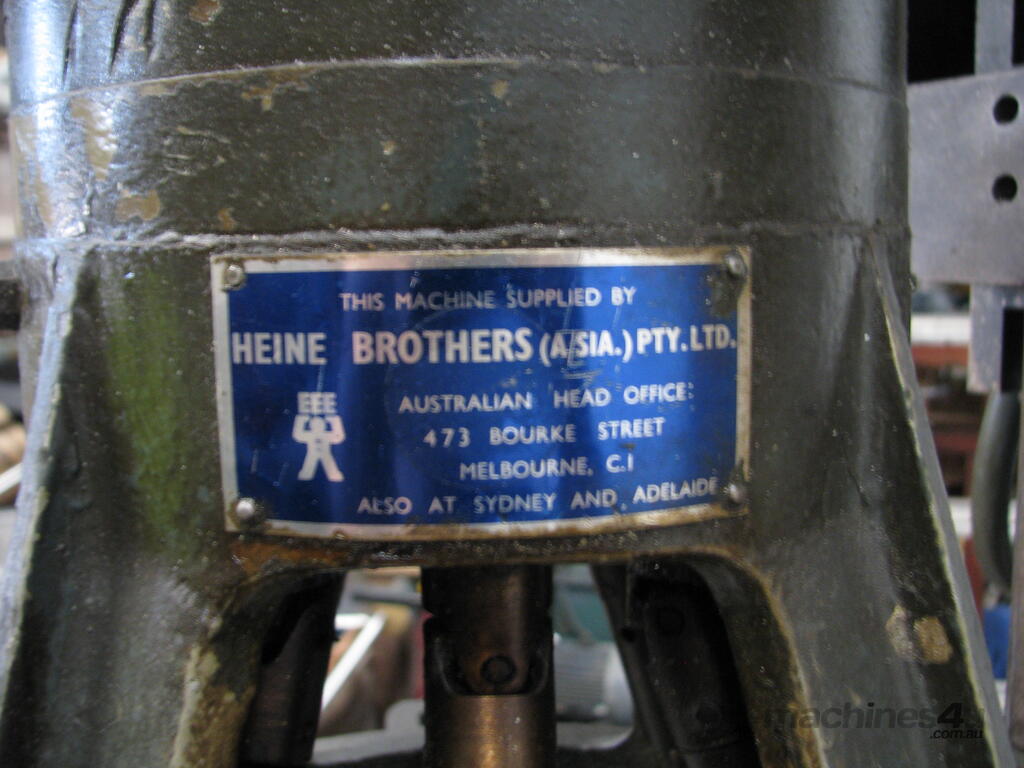 THIS MACHINE SUPPLIED BY
HEINE BROTHERS (A'SIA.) PTY. LTD.
EEE
AUSTRALIAN HEAD OFFICE:
473 BOURKE STREET
MELBOURNE, C.1
ALSO AT SYDNEY AND ADELAIDE
machines4u
.com.au